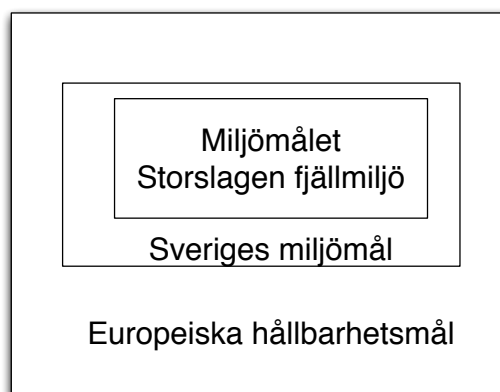 Miljömålet
Storslagen fjällmiljö
Sveriges miljömål
Europeiska hållbarhetsmål